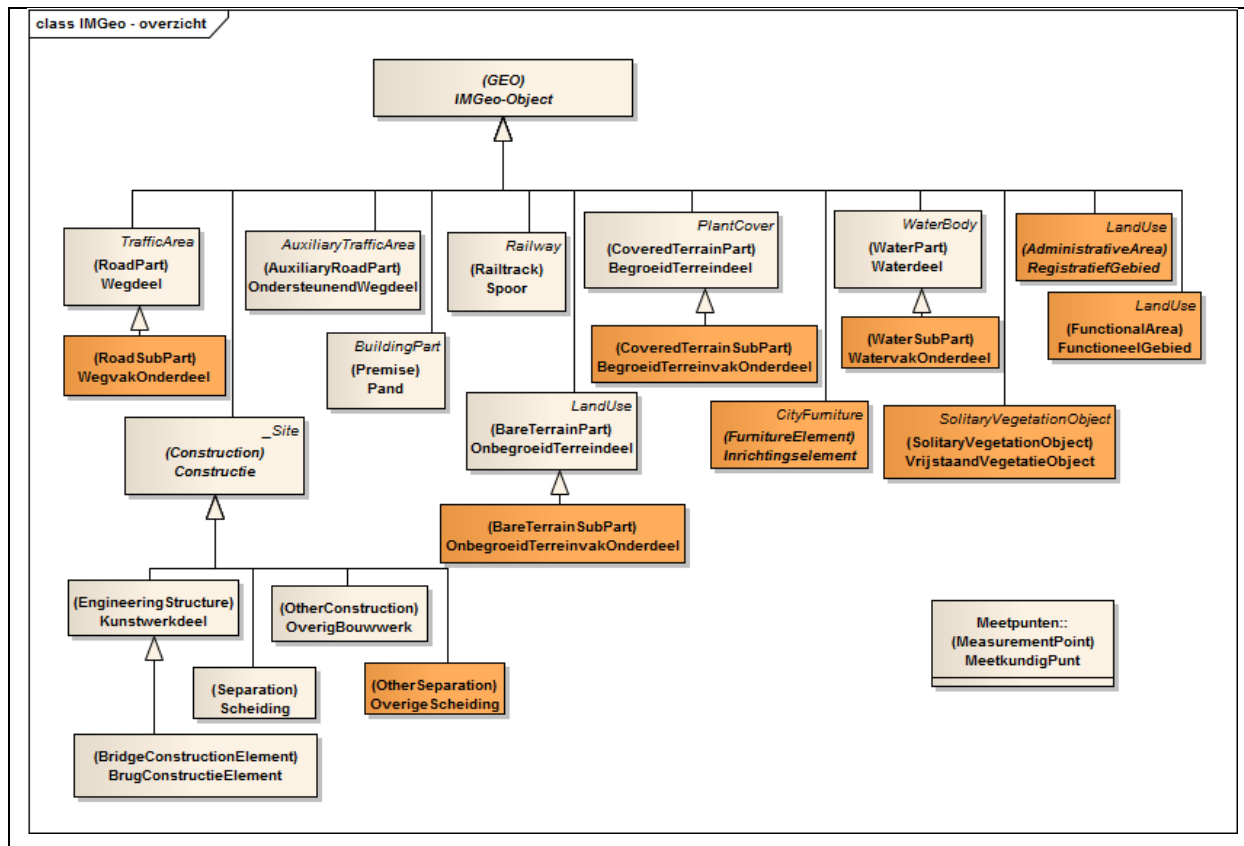 class IMGeo - overzicht
(GEO)
IMGeo-Object
TrafficArea
(RoadPart)
Wegdeel
AuxiliaryTrafficArea
(AuxiliaryRoadPart)
OndersteunendWegdeel
Railway
(Railtrack)
Spoor
PlantCover
(CoveredTerrainPart)
BegroeidTerreindeel
WaterBody
(WaterPart)
Waterdeel
LandUse
(AdministrativeArea)
RegistratiefGebied
LandUse
(FunctionalArea)
FunctioneelGebied
(RoadSubPart)
WegvakOnderdeel
BuildingPart
(Premise)
Pand
(CoveredTerrainSubPart)
BegroeidTerreinvakOnderdeel
(WaterSubPart)
WatervakOnderdeel
_Site
(Construction)
Constructie
LandUse
(BareTerrainPart)
OnbegroeidTerreindeel
CityFurniture
(FurnitureElement)
Inrichtingselement
SolitaryVegetationObject
(SolitaryVegetationObject)
VrijstaandVegetatieObject
(BareTerrainSubPart)
OnbegroeidTerreinvakOnderdeel
(EngineeringStructure)
Kunstwerkdeel
(OtherConstruction)
OverigBouwwerk
Meetpunten::
(MeasurementPoint)
MeetkundigPunt
(Separation)
Scheiding
(OtherSeparation)
OverigeScheiding
(BridgeConstructionElement)
BrugConstructieElement